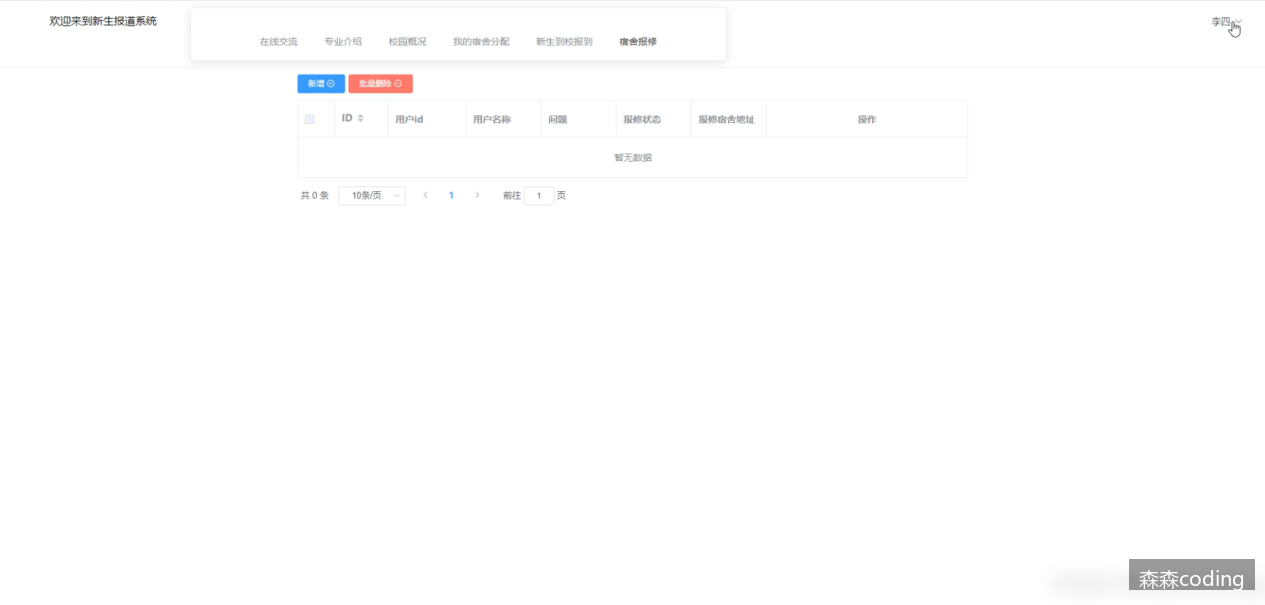 欢迎来到新生报道系统
李四
在线交流 专业介绍 校园概况 我的宿舍分配 新生到校报到 宿舍报修
新增 批量删除
ID 用户id 用户名称 问题 报修状态 报修宿舍地址 操作
暂无数据
共 0 条 10条/页 1 前往 1 页
森森coding